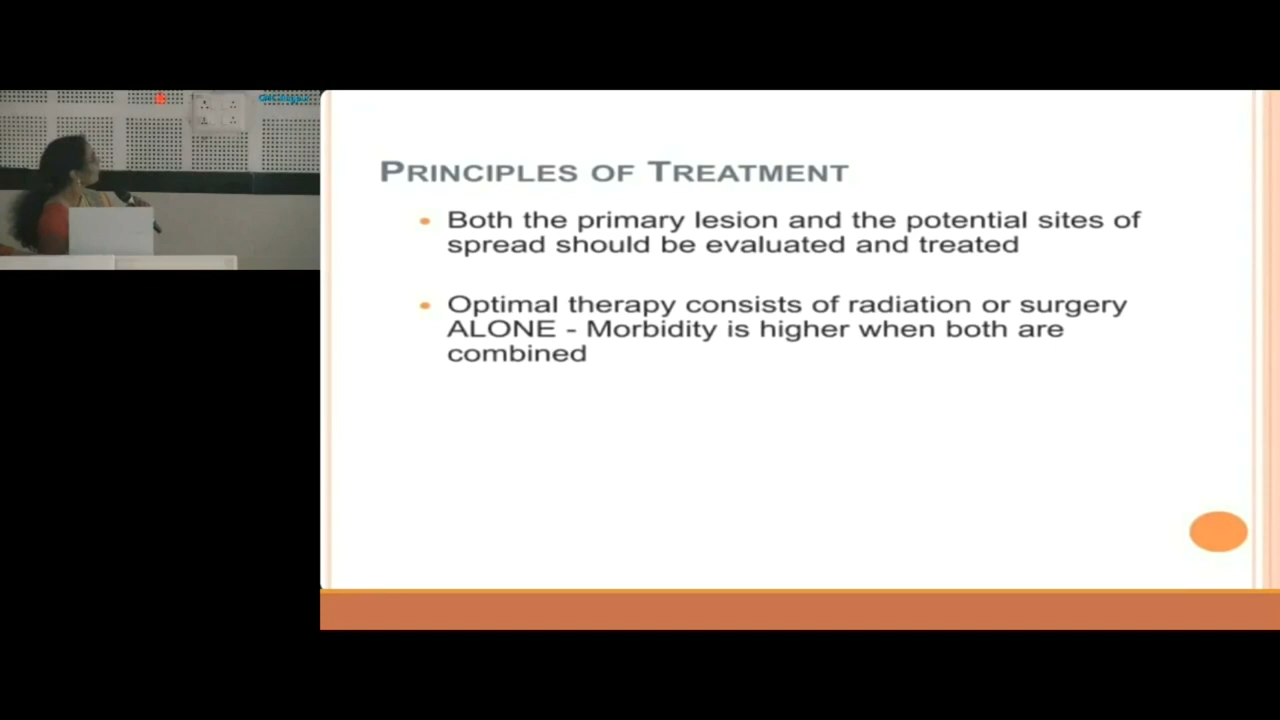 PRINCIPLES OF TREATMENT
• Both the primary lesion and the potential sites of
spread should be evaluated and treated
• Optimal therapy consists of radiation or surgery
ALONE - Morbidity is higher when both are
combined